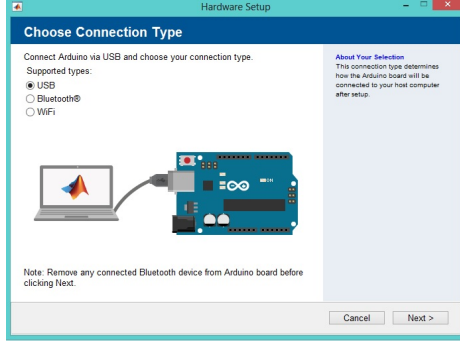 Hardware Setup
Choose Connection Type
Connect Arduino via USB and choose your connection type.
Supported types:
USB
Bluetooth®
WiFi
Note: Remove any connected Bluetooth device from Arduino board before
clicking Next.
About Your Selection
This connection type determines
how the Arduino board will be
connected to your host computer
after setup.
Cancel
Next >